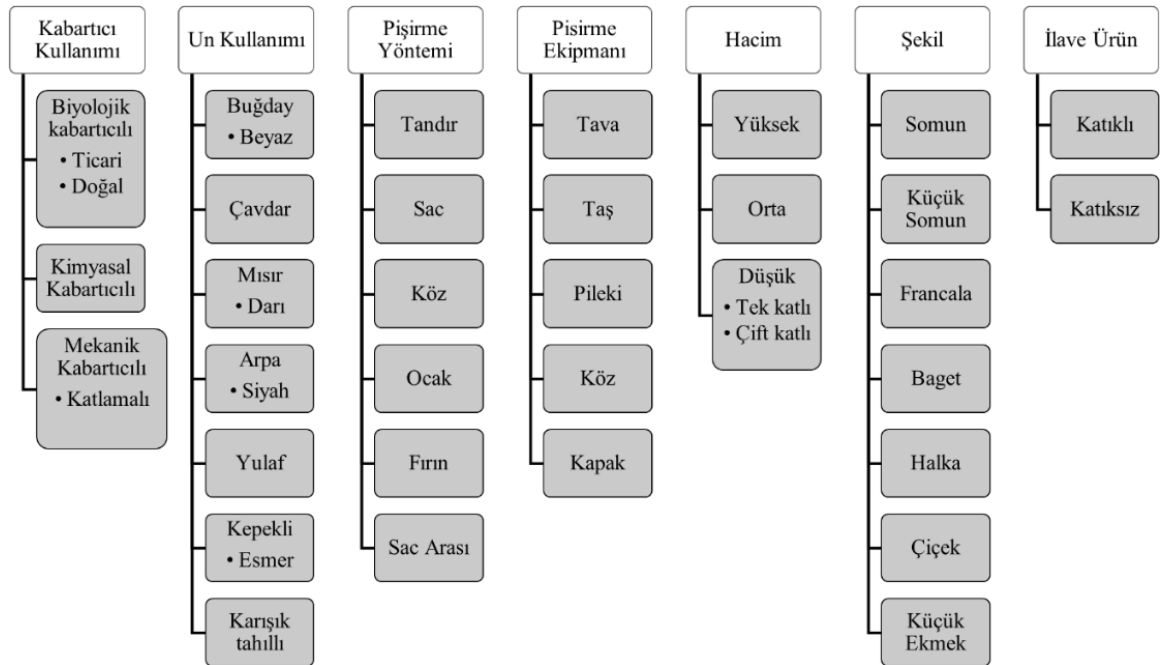 Kabartıcı
Kullanımı
Biyolojik
kabartıcılı
• Ticari
• Doğal
Kimyasal
Kabartıcılı
Mekanik
Kabartıcılı
• Katlamalı
Un Kullanımı
Buğday
• Beyaz
Çavdar
Mısır
• Darı
Arpa
• Siyah
Yulaf
Kepekli
• Esmer
Karışık
tahıllı
Pişirme
Yöntemi
Tandır
Sac
Köz
Ocak
Fırın
Sac Arası
Pisirme
Ekipmanı
Tava
Taş
Pileki
Köz
Kapak
Hacim
Yüksek
Orta
Düşük
• Tek katlı
• Çift katlı
Şekil
Somun
Küçük
Somun
Francala
Baget
Halka
Çiçek
Küçük
Ekmek
İlave Ürün
Katıklı
Katıksız